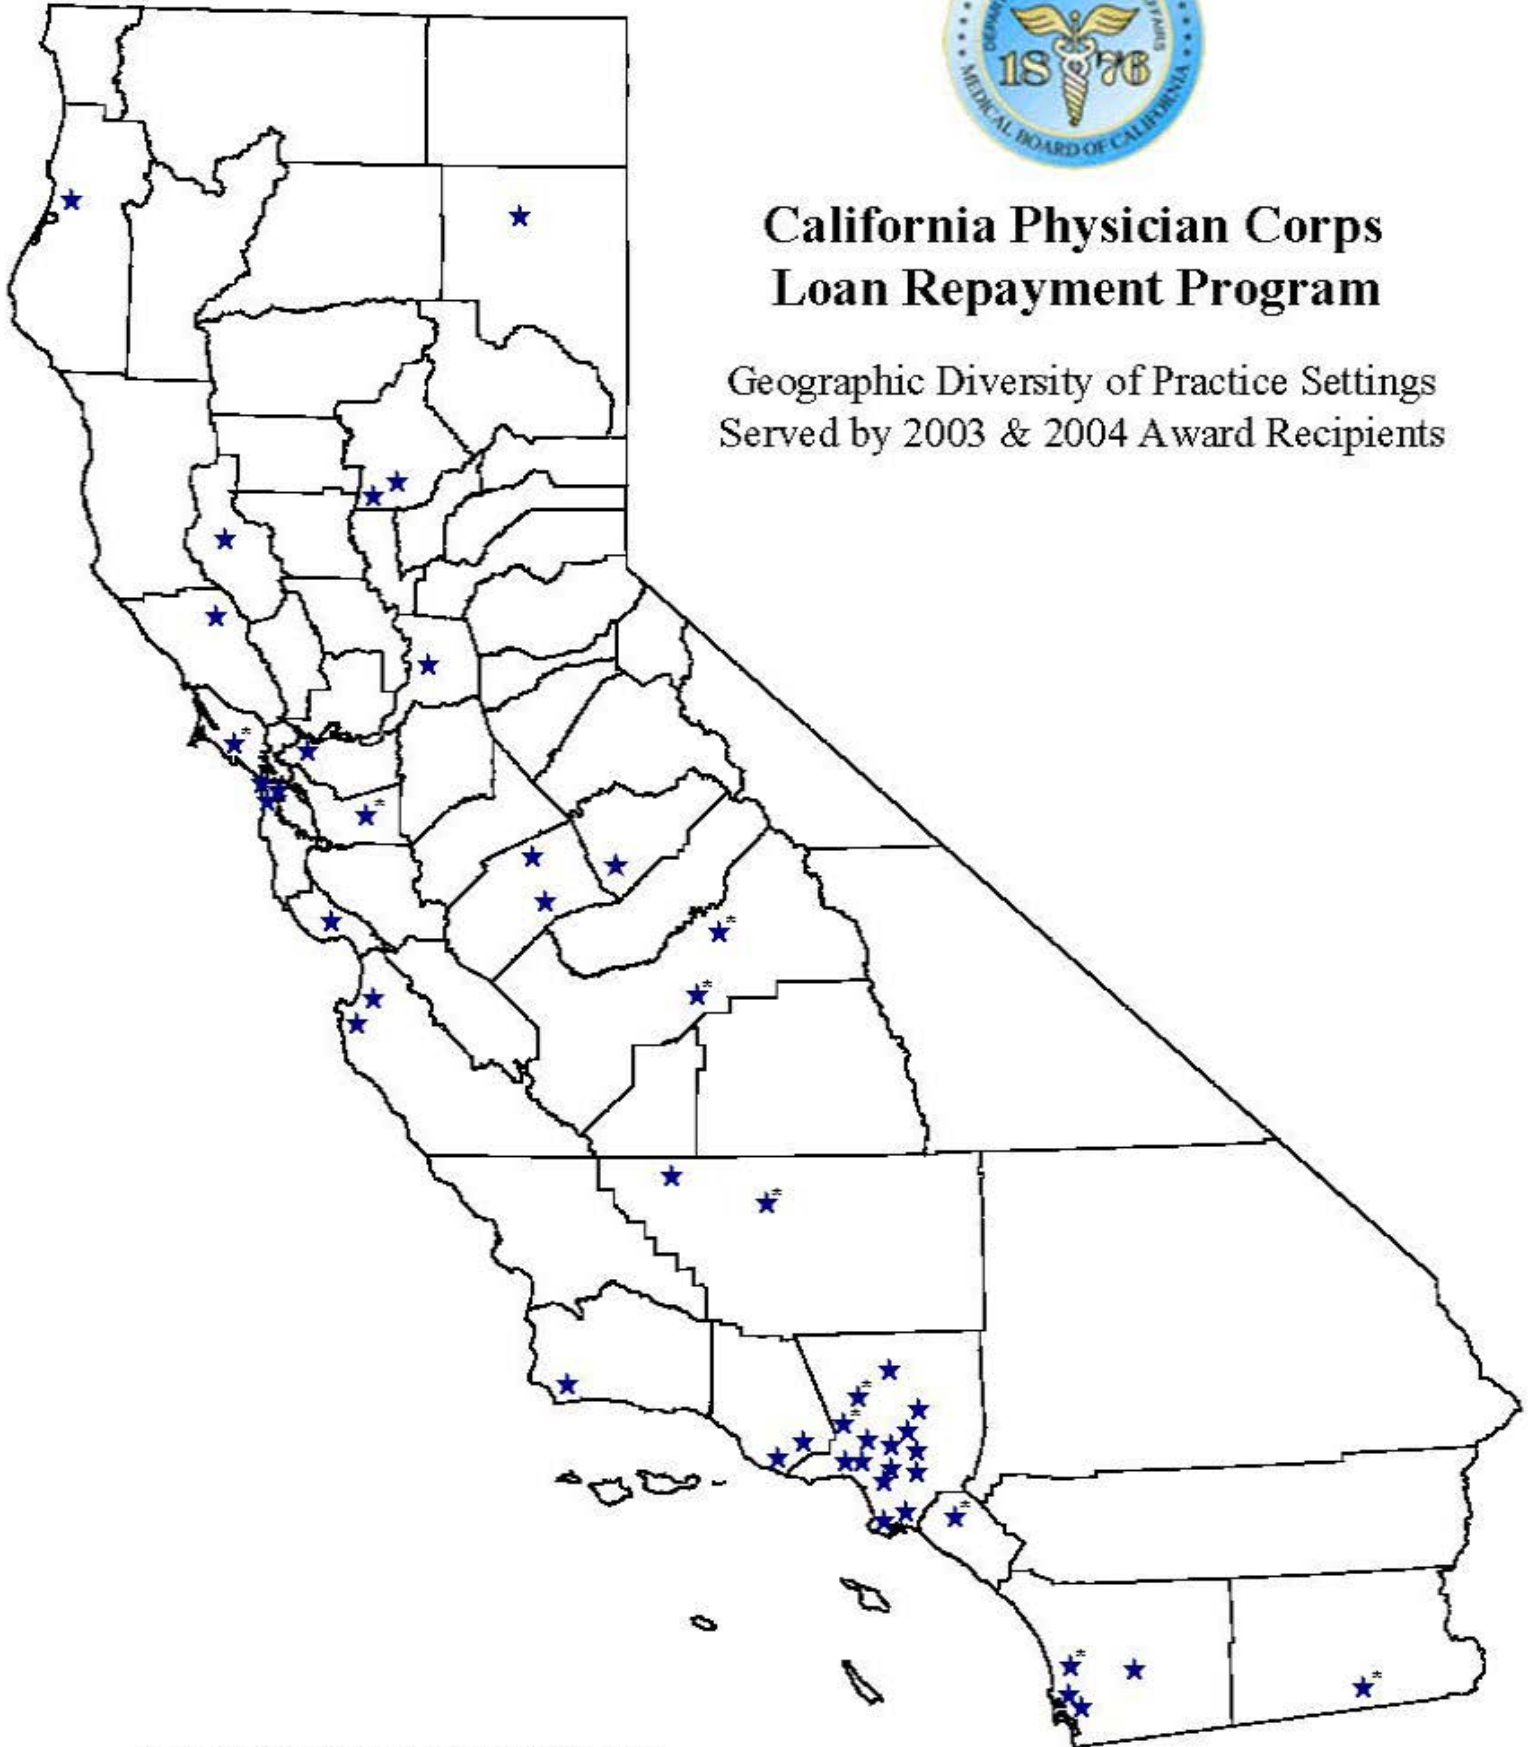 1876
MEDICAL BOARD OF CALIFORNIA
California Physician Corps
Loan Repayment Program
Geographic Diversity of Practice Settings
Served by 2003 & 2004 Award Recipients